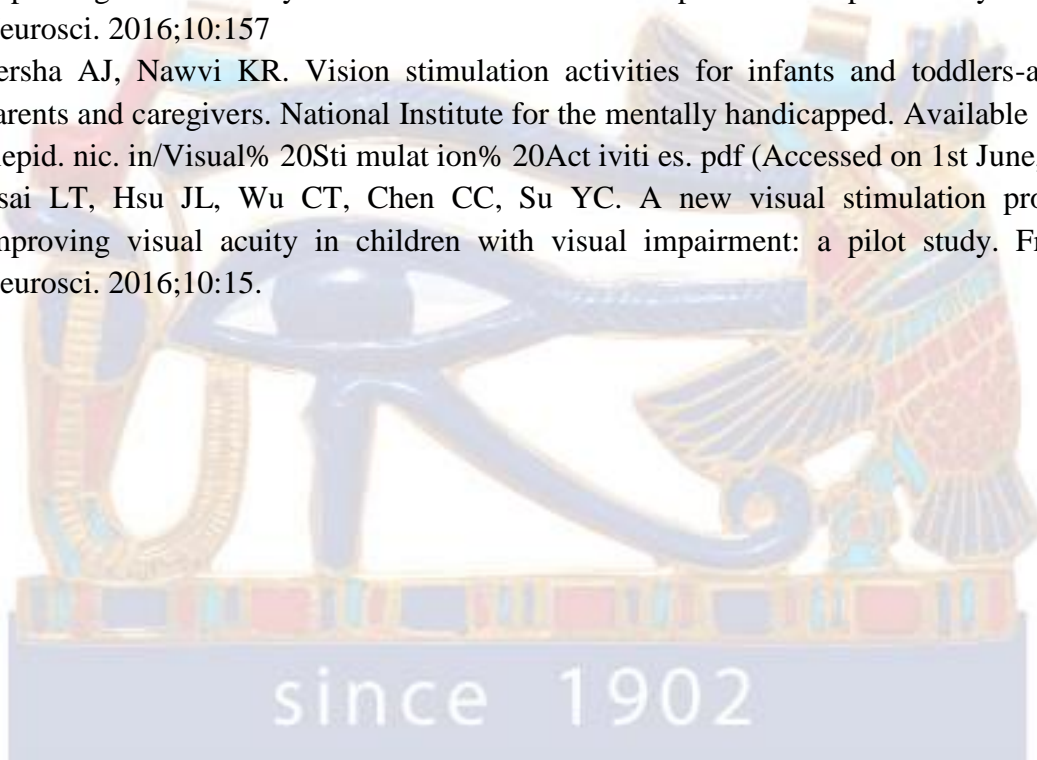 eurosci. 2016;10:157
ersha AJ, Nawvi KR. Vision stimulation activities for infants and toddlers-a
arents and caregivers. National Institute for the mentally handicapped. Available
nic. in/Visual% 20Sti mulat ion% 20Act iviti es. pdf (Accessed on 1st June,
sai LT, Hsu JL, Wu CT, Chen CC, Su YC. A new visual stimulation pro
mproving visual acuity in children with visual impairment: a pilot study. Fr
eurosci. 2016;10:15.
since 1902